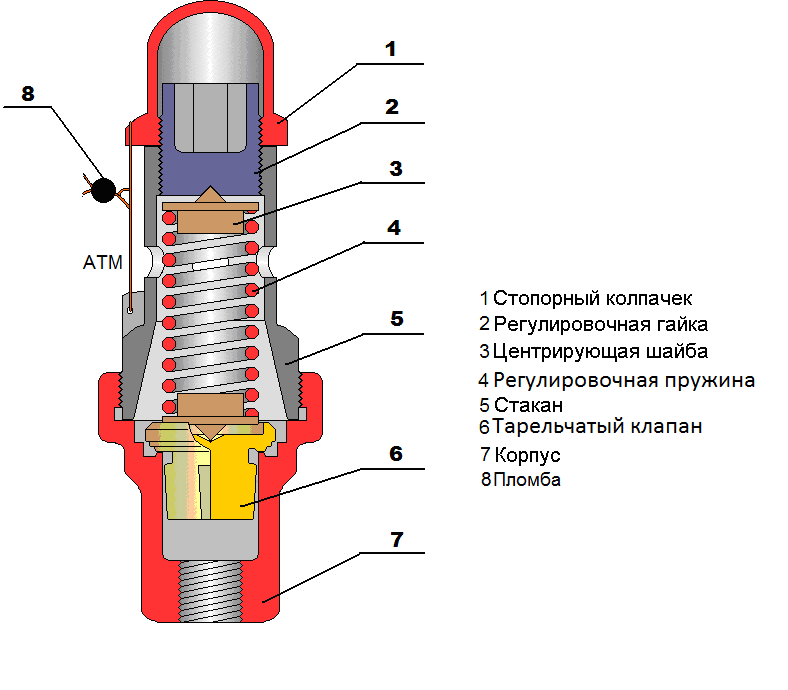 1
8
2
3
4
АТМ
5
6
7
1 Стопорный колпачек
2 Регулировочная гайка
3 Центрирующая шайба
4 Регулировочная пружина
5 Стакан
6 Тарельчатый клапан
7 Корпус
8 Пломба